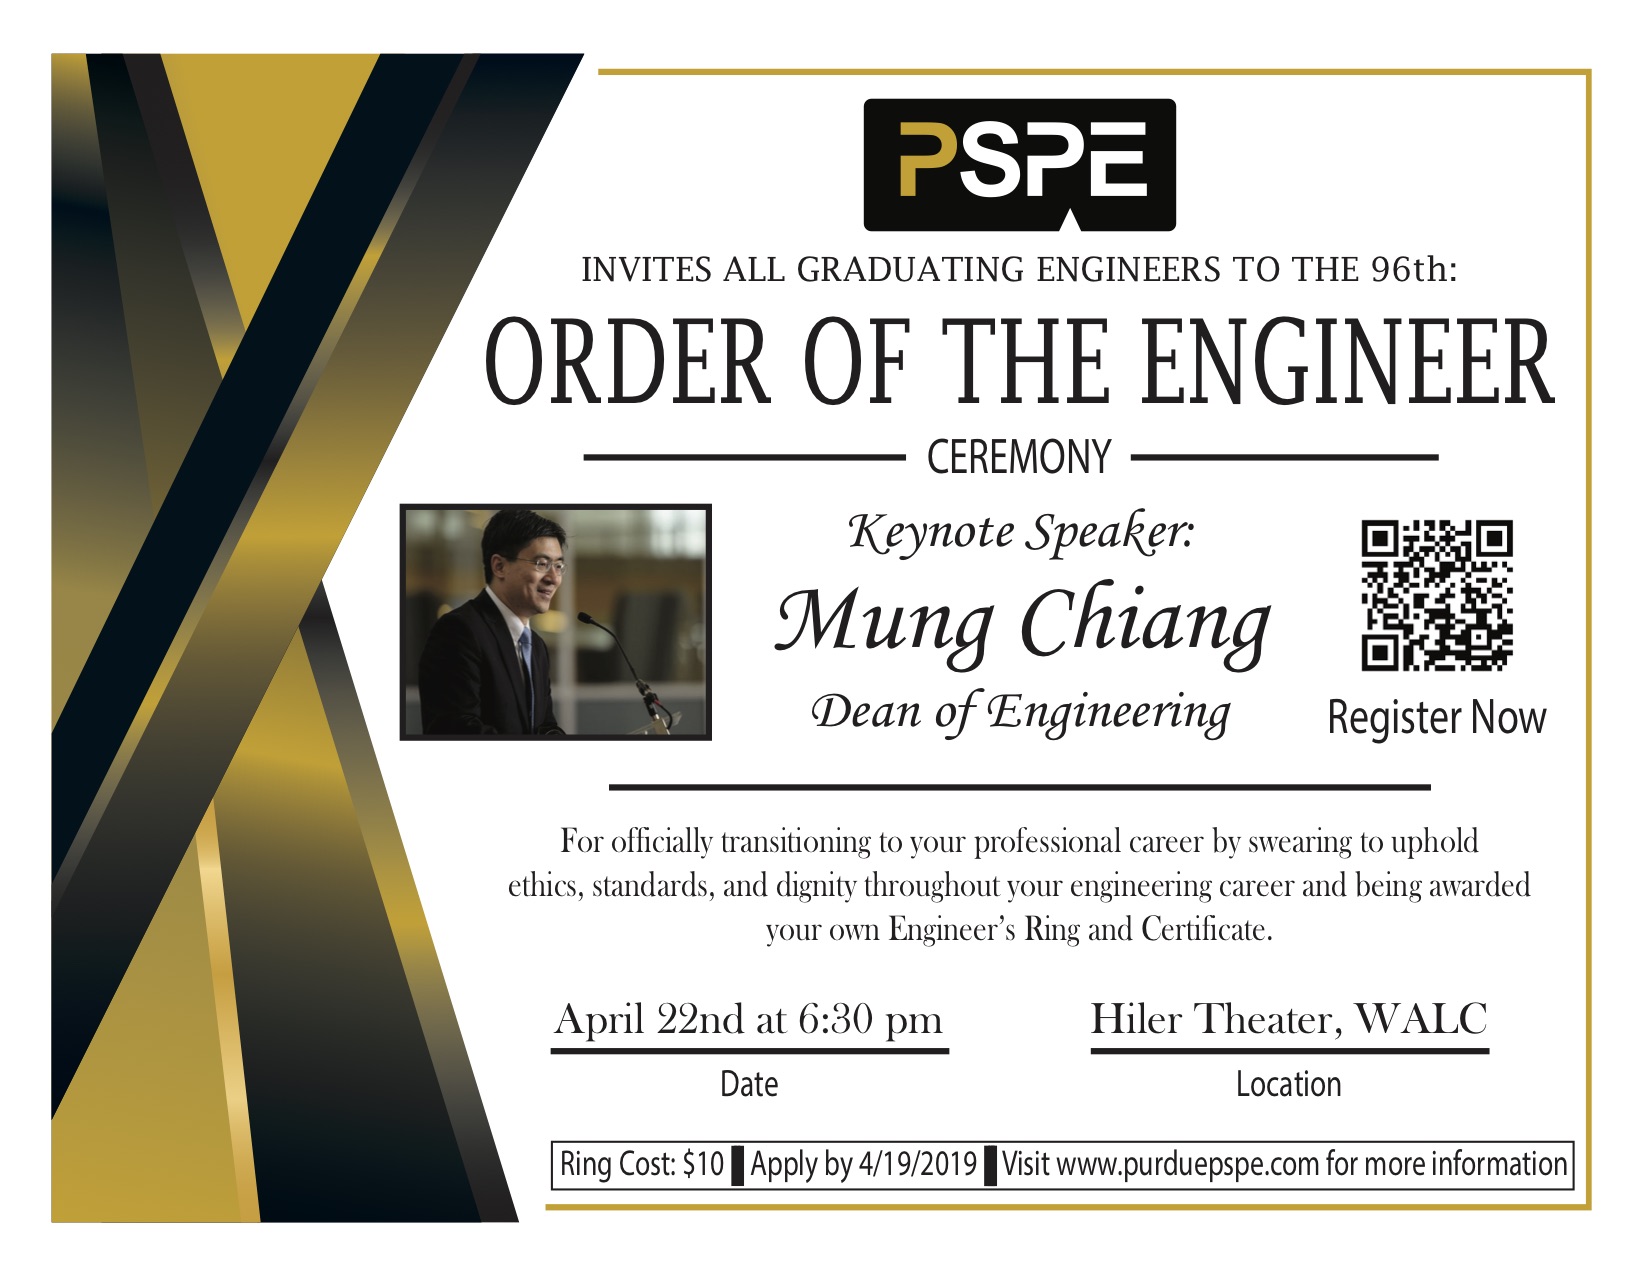 PSPE
INVITES ALL GRADUATING ENGINEERS TO THE 96th:
ORDER OF THE ENGINEER
CEREMONY
Keynote Speaker:
Mung Chiang
Dean of Engineering
Register Now
For officially transitioning to your professional career by swearing to uphold
ethics, standards, and dignity throughout your engineering career and being awarded
your own Engineer's Ring and Certificate.
April 22nd at 6:30 pm
Date
Hiler Theater, WALC
Location
Ring Cost: $10 Apply by 4/19/2019 Visit www.purduepspe.com for more information